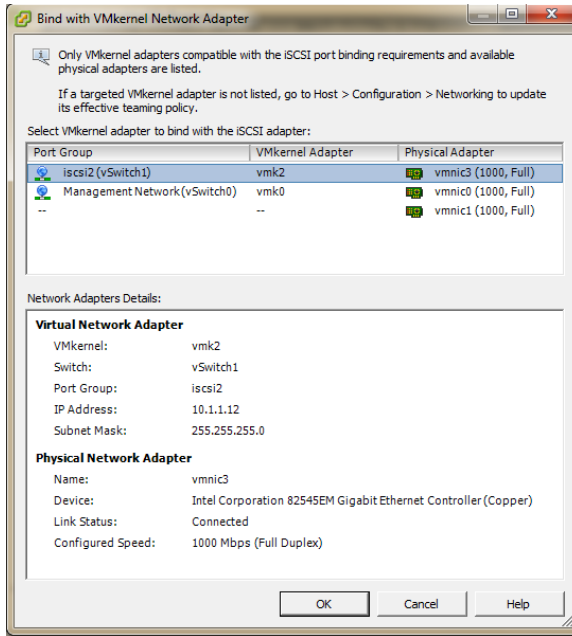 Bind with VMkernel Network Adapter
Only VMkernel adapters compatible with the iSCSI port binding requirements and available
physical adapters are listed.
If a targeted VMkernel adapter is not listed, go to Host > Configuration > Networking to update
its effective teaming policy.
Select VMkernel adapter to bind with the iSCSI adapter:
Port Group VMkernel Adapter Physical Adapter
iscsi2 (vSwitch1) vmk2 vmnic3 (1000, Full)
Management Network (vSwitch0) vmk0 vmnic0 (1000, Full)
-- -- vmnic1 (1000, Full)
Network Adapters Details:
Virtual Network Adapter
VMkernel: vmk2
Switch: vSwitch1
Port Group: iscsi2
IP Address: 10.1.1.12
Subnet Mask: 255.255.255.0
Physical Network Adapter
Name: vmnic3
Device: Intel Corporation 82545EM Gigabit Ethernet Controller (Copper)
Link Status: Connected
Configured Speed: 1000 Mbps (Full Duplex)
OK Cancel Help